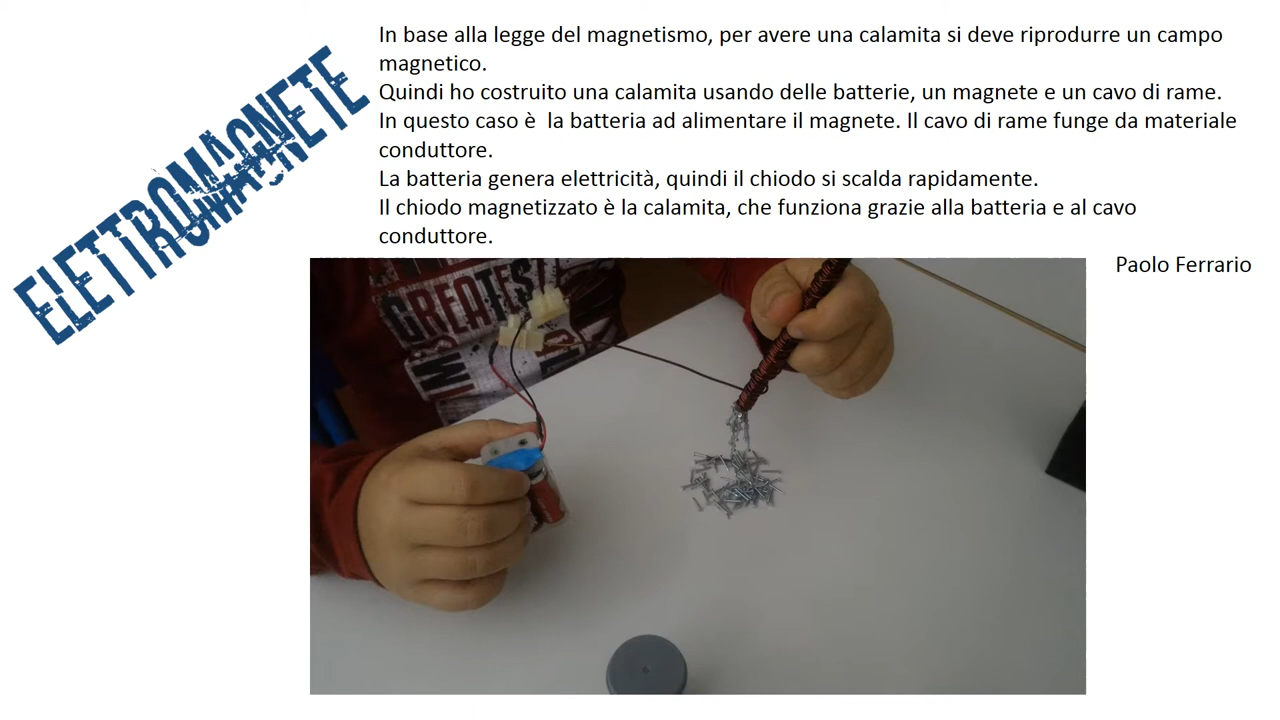 ELETTROMAGNETE
In base alla legge del magnetismo, per avere una calamita si deve riprodurre un campo
magnetico.
Quindi ho costruito una calamita usando delle batterie, un magnete e un cavo di rame.
In questo caso è  la batteria ad alimentare il magnete. Il cavo di rame funge da materiale
conduttore.
La batteria genera elettricità, quindi il chiodo si scalda rapidamente.
Il chiodo magnetizzato è la calamita, che funziona grazie alla batteria e al cavo
conduttore.
Paolo Ferrario
GREATES